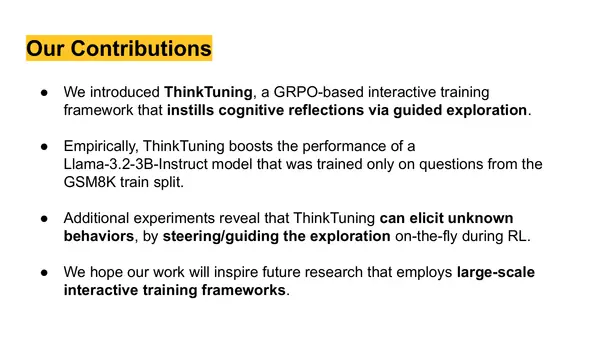 Our Contributions
● We introduced ThinkTuning, a GRPO-based interactive training
framework that instills cognitive reflections via guided exploration.
● Empirically, ThinkTuning boosts the performance of a
Llama-3.2-3B-Instruct model that was trained only on questions from the
GSM8K train split.
● Additional experiments reveal that ThinkTuning can elicit unknown
behaviors, by steering/guiding the exploration on-the-fly during RL.
● We hope our work will inspire future research that employs large-scale
interactive training frameworks.